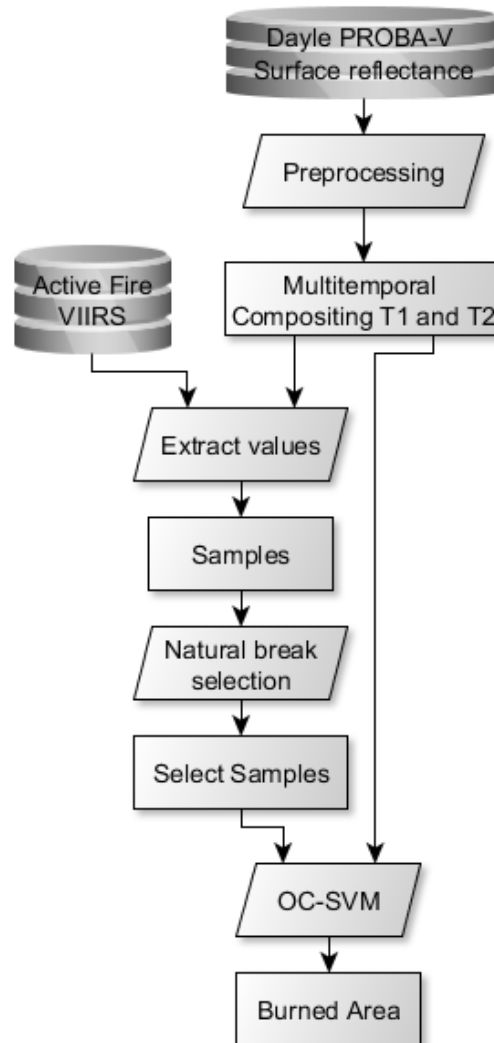 Dayle PROBA-V
Surface reflectance
Preprocessing
Active Fire
VIIRS
Multitemporal
Compositing T1 and T2
Extract values
Samples
Natural break
selection
Select Samples
OC-SVM
Burned Area